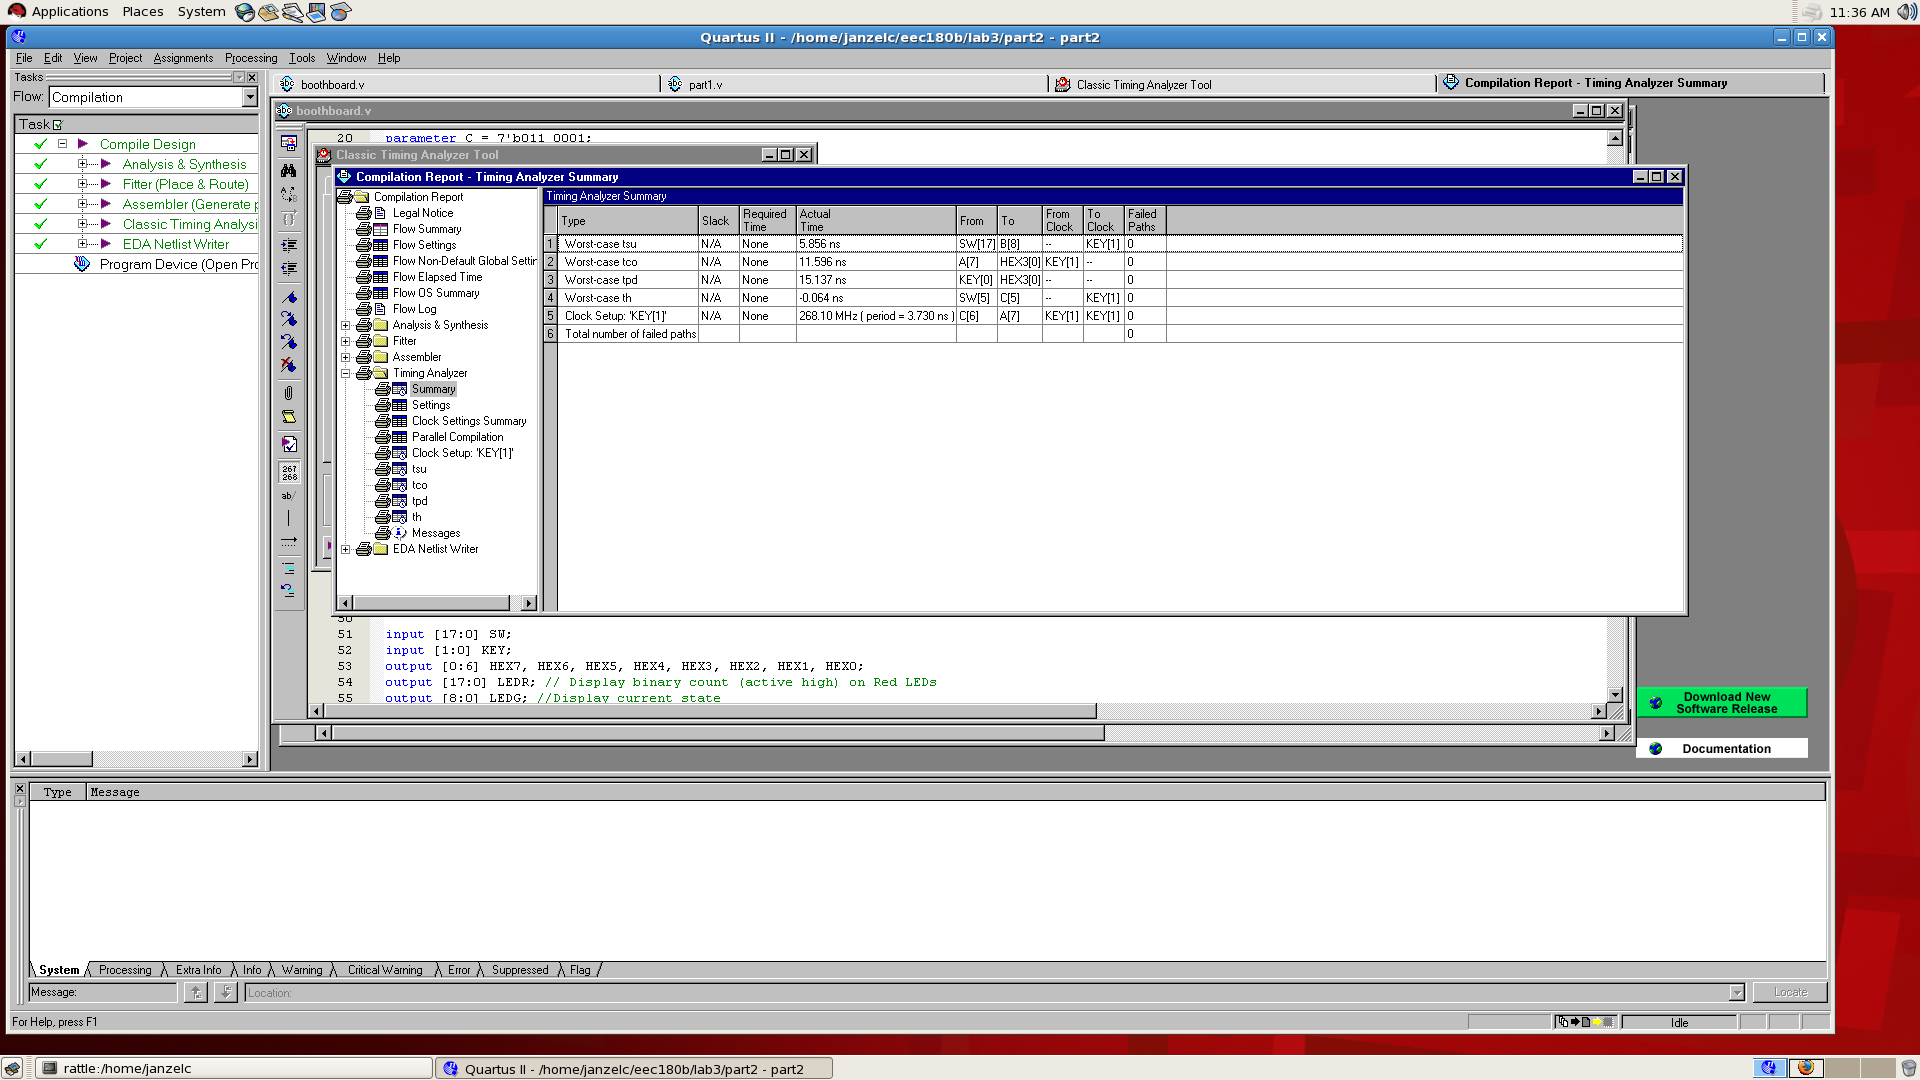 Applications Places System 11:36 AM
Quartus II - /home/janzelc/eec180b/lab3/part2 - part2
File Edit View Project Assignments Processing Tools Window Help
Tasks
Flow: Compilation
Task
Compile Design
Analysis & Synthesis
Fitter (Place & Route)
Assembler (Generate p
Classic Timing Analysi
EDA Netlist Writer
Program Device (Open Pro
boothboard.v
part1.v
Classic Timing Analyzer Tool
Compilation Report - Timing Analyzer Summary
boothboard.v
20 parameter C = 7'b011_0001;
Classic Timing Analyzer Tool
Compilation Report - Timing Analyzer Summary
Compilation Report
Legal Notice
Flow Summary
Flow Settings
Flow Non-Default Global Settin
Flow Elapsed Time
Flow OS Summary
Flow Log
Analysis & Synthesis
Fitter
Assembler
Timing Analyzer
Summary
Settings
Clock Settings Summary
Parallel Compilation
Clock Setup: 'KEY[1]'
tsu
tco
tpd
th
Messages
EDA Netlist Writer
Timing Analyzer Summary
Type Slack Required Time Actual Time From To From Clock To Clock Failed Paths
1 Worst-case tsu N/A None 5.856 ns SW[17] B[8] -- KEY[1] 0
2 Worst-case tco N/A None 11.596 ns A[7] HEX3[0] KEY[1] -- 0
3 Worst-case tpd N/A None 15.137 ns KEY[0] HEX3[0] -- -- 0
4 Worst-case th N/A None -0.064 ns SW[5] C[5] -- KEY[1] 0
5 Clock Setup: 'KEY[1]' N/A None 268.10 MHz ( period = 3.730 ns ) C[6] A[7] KEY[1] KEY[1] 0
6 Total number of failed paths 0
267
268
ab/
50
51 input [17:0] SW;
52 input [1:0] KEY;
53 output [0:6] HEX7, HEX6, HEX5, HEX4, HEX3, HEX2, HEX1, HEX0;
54 output [17:0] LEDR; // Display binary count (active high) on Red LEDs
55 output [8:0] LEDG; //Display current state
Download New
Software Release
Documentation
Type Message
System Processing Extra Info Info Warning Critical Warning Error Suppressed Flag
Message: Location: Locate
For Help, press F1 Idle
rattle:/home/janzelc
Quartus II - /home/janzelc/eec180b/lab3/part2 - part2